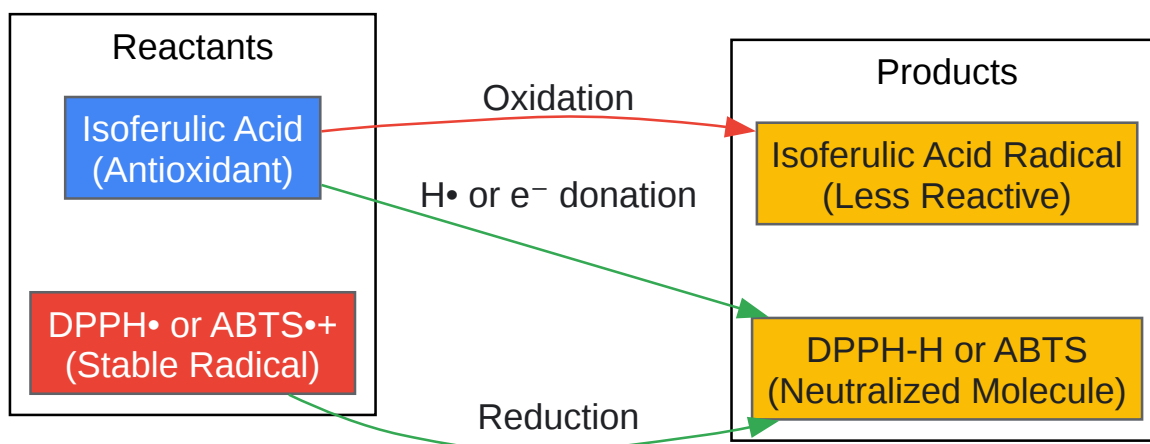 Reactants
Isoferulic Acid
(Antioxidant)
DPPH• or ABTS•+
(Stable Radical)
Oxidation
H• or e⁻ donation
Reduction
Products
Isoferulic Acid Radical
(Less Reactive)
DPPH-H or ABTS
(Neutralized Molecule)